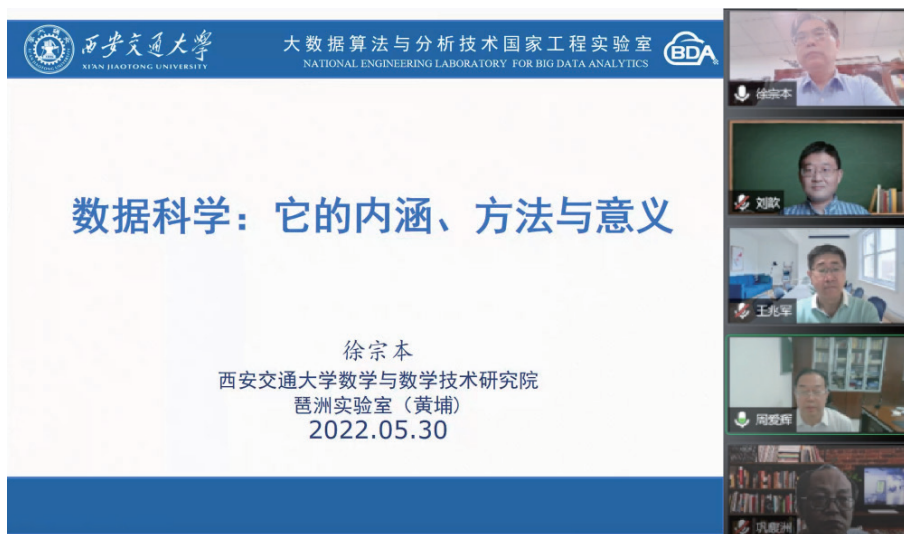 西安交通大学
XI'AN JIAOTONG UNIVERSITY
大数据算法与分析技术国家工程实验室
NATIONAL ENGINEERING LABORATORY FOR BIG DATA ANALYTICS
BDA
数据科学：它的内涵、方法与意义
徐宗本
西安交通大学数学与数学技术研究院
琶洲实验室（黄埔）
2022.05.30
徐宗本
刘歆
王兆军
周爱辉